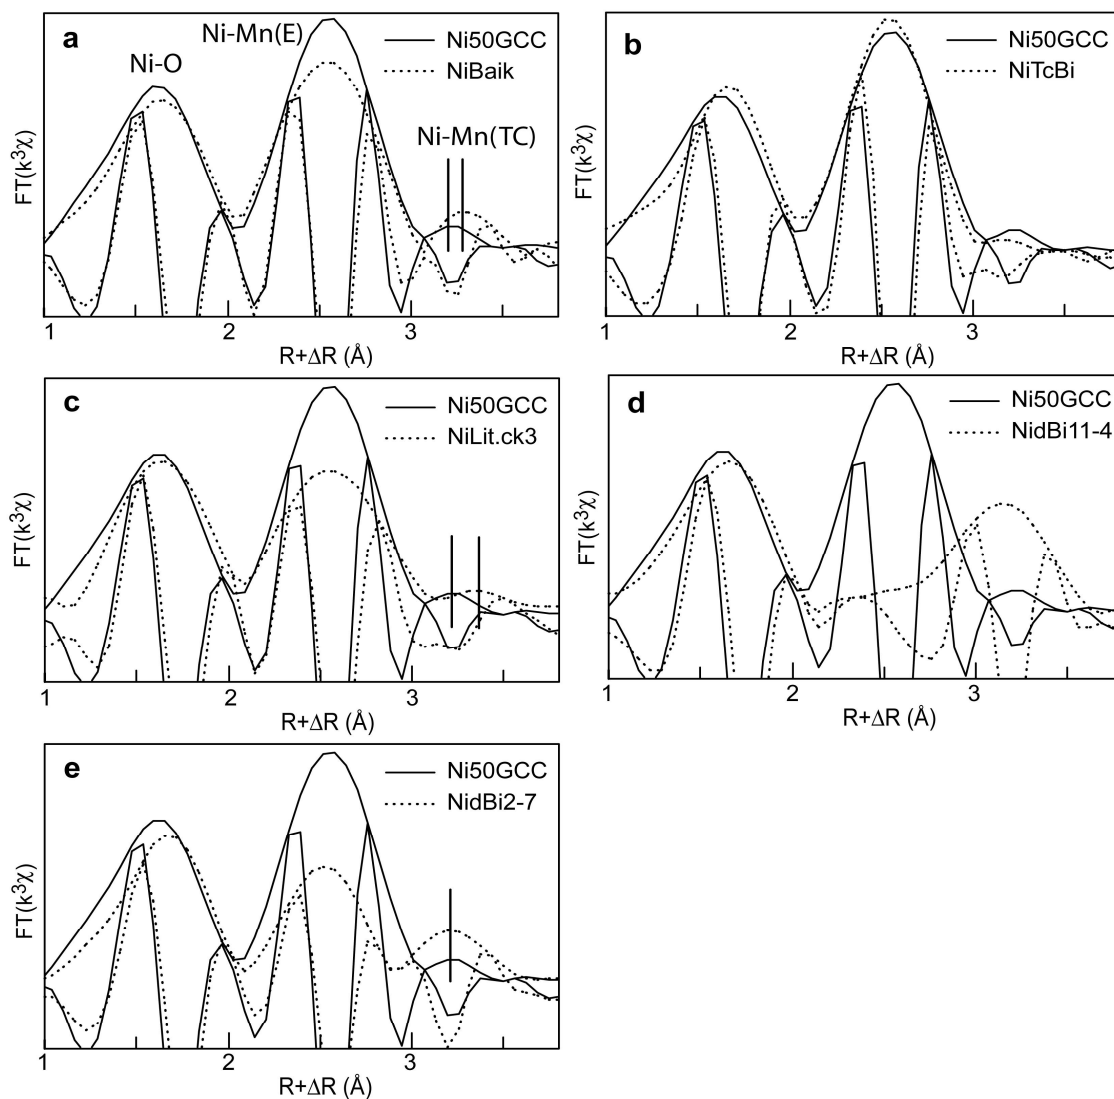 a
Ni-O
Ni-Mn(E)
Ni50GCC
NiBaik
Ni-Mn(TC)
FT(k³χ)
1 2 3
R+ΔR (Å)
b
Ni50GCC
NiTcBi
FT(k³χ)
1 2 3
R+ΔR (Å)
c
Ni50GCC
NiLit.ck3
FT(k³χ)
1 2 3
R+ΔR (Å)
d
Ni50GCC
NidBi11-4
FT(k³χ)
1 2 3
R+ΔR (Å)
e
Ni50GCC
NidBi2-7
FT(k³χ)
1 2 3
R+ΔR (Å)